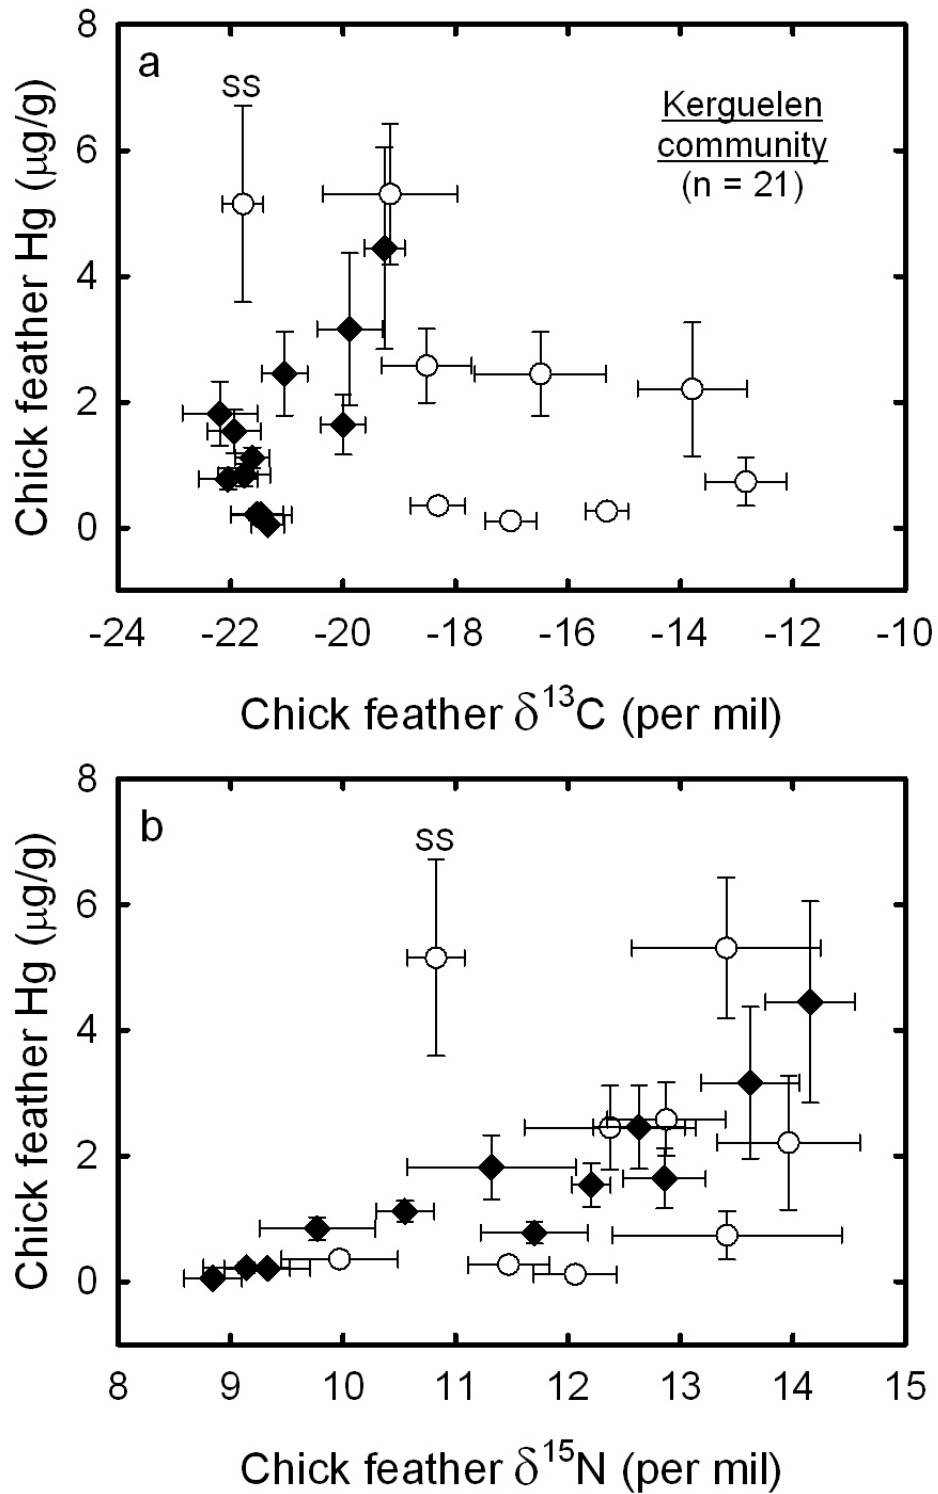 8
a
SS
Kerguelen
community
(n = 21)
6
4
2
0
Chick feather Hg (μg/g)
-24 -22 -20 -18 -16 -14 -12 -10
Chick feather δ¹³C (per mil)
8
b
SS
6
4
2
0
Chick feather Hg (μg/g)
8 9 10 11 12 13 14 15
Chick feather δ¹⁵N (per mil)